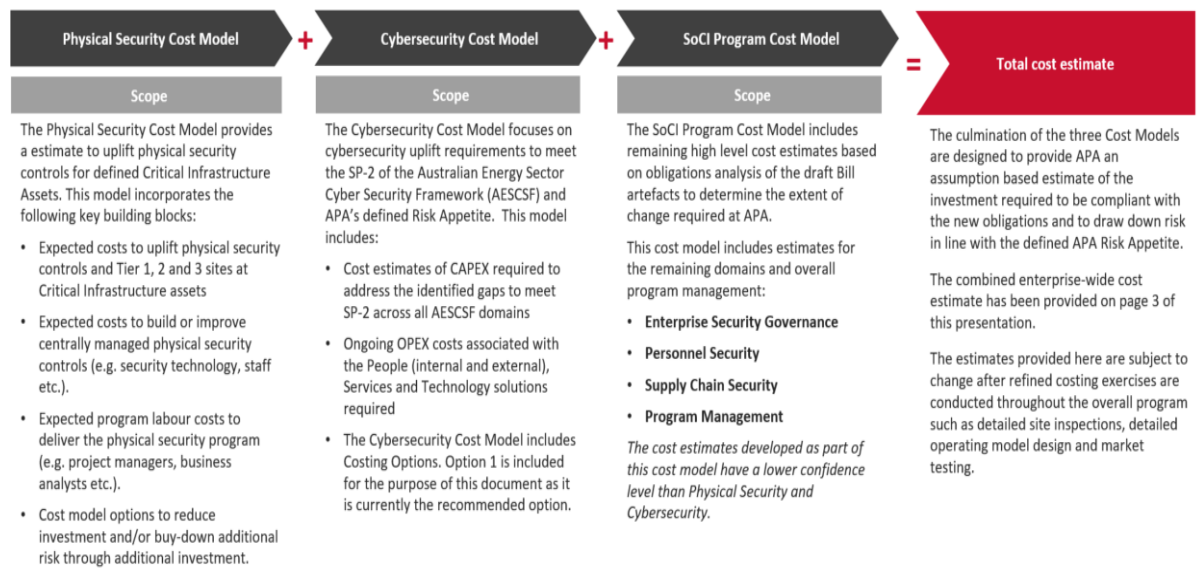 Physical Security Cost Model
+
Cybersecurity Cost Model
+
SoCI Program Cost Model
=
Total cost estimate
Scope
The Physical Security Cost Model provides
a estimate to uplift physical security
controls for defined Critical Infrastructure
Assets. This model incorporates the
following key building blocks:
• Expected costs to uplift physical security
controls and Tier 1, 2 and 3 sites at
Critical Infrastructure assets
• Expected costs to build or improve
centrally managed physical security
controls (e.g. security technology, staff
etc.).
• Expected program labour costs to
deliver the physical security program
(e.g. project managers, business
analysts etc.).
• Cost model options to reduce
investment and/or buy-down additional
risk through additional investment.
Scope
The Cybersecurity Cost Model focuses on
cybersecurity uplift requirements to meet
the SP-2 of the Australian Energy Sector
Cyber Security Framework (AESCSF) and
APA's defined Risk Appetite. This model
includes:
• Cost estimates of CAPEX required to
address the identified gaps to meet
SP-2 across all AESCSF domains
• Ongoing OPEX costs associated with
the People (internal and external),
Services and Technology solutions
required
• The Cybersecurity Cost Model includes
Costing Options. Option 1 is included
for the purpose of this document as it
is currently the recommended option.
Scope
The SoCI Program Cost Model includes
remaining high level cost estimates based
on obligations analysis of the draft Bill
artefacts to determine the extent of
change required at APA.
This cost model includes estimates for
the remaining domains and overall
program management:
• Enterprise Security Governance
• Personnel Security
• Supply Chain Security
• Program Management
The cost estimates developed as part of
this cost model have a lower confidence
level than Physical Security and
Cybersecurity.
The culmination of the three Cost Models
are designed to provide APA an
assumption based estimate of the
investment required to be compliant with
the new obligations and to draw down risk
in line with the defined APA Risk Appetite.
The combined enterprise-wide cost
estimate has been provided on page 3 of
this presentation.
The estimates provided here are subject to
change after refined costing exercises are
conducted throughout the overall program
such as detailed site inspections, detailed
operating model design and market
testing.